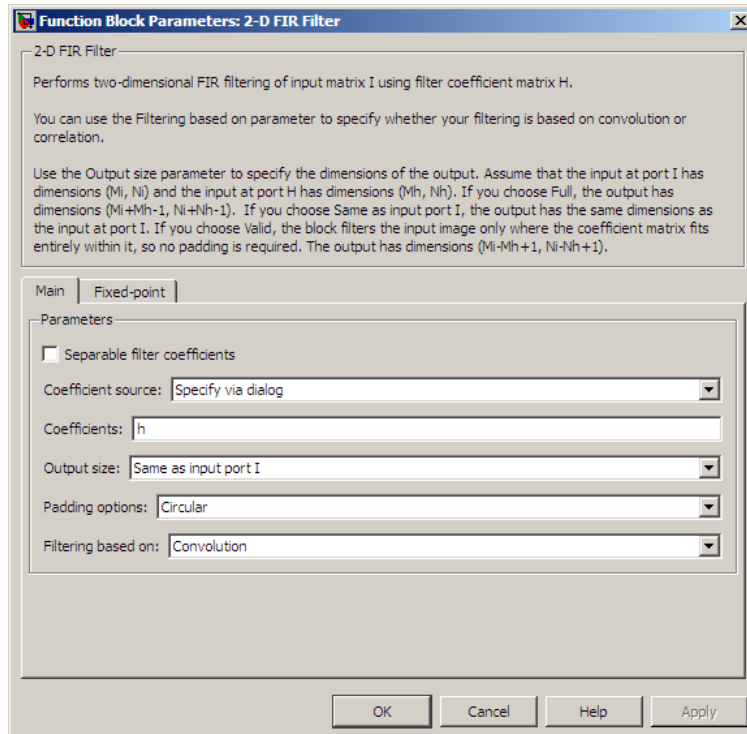 Function Block Parameters: 2-D FIR Filter
2-D FIR Filter
Performs two-dimensional FIR filtering of input matrix I using filter coefficient matrix H.
You can use the Filtering based on parameter to specify whether your filtering is based on convolution or
correlation.
Use the Output size parameter to specify the dimensions of the output. Assume that the input at port I has
dimensions (Mi, Ni) and the input at port H has dimensions (Mh, Nh). If you choose Full, the output has
dimensions (Mi+Mh-1, Ni+Nh-1).  If you choose Same as input port I, the output has the same dimensions as
the input at port I. If you choose Valid, the block filters the input image only where the coefficient matrix fits
entirely within it, so no padding is required. The output has dimensions (Mi-Mh+1, Ni-Nh+1).
Main Fixed-point
Parameters
Separable filter coefficients
Coefficient source: Specify via dialog
Coefficients: h
Output size: Same as input port I
Padding options: Circular
Filtering based on: Convolution
OK Cancel Help Apply